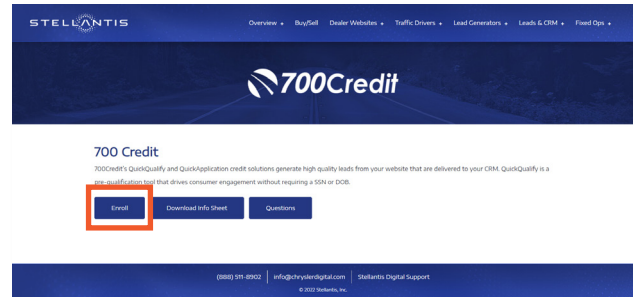 STELLANTIS
Overview + Buy/Sell Dealer Websites + Traffic Drivers + Lead Generators + Leads & CRM + Fixed Ops +
700Credit
700 Credit
700Credit's QuickQualify and QuickApplication credit solutions generate high quality leads from your website that are delivered to your CRM. QuickQualify is a
pre-qualification tool that drives consumer engagement without requiring a SSN or DOB.
Enroll Download Info Sheet Questions
(888) 511-8902 info@chryslerdigital.com Stellantis Digital Support
© 2022 Stellantis, Inc.